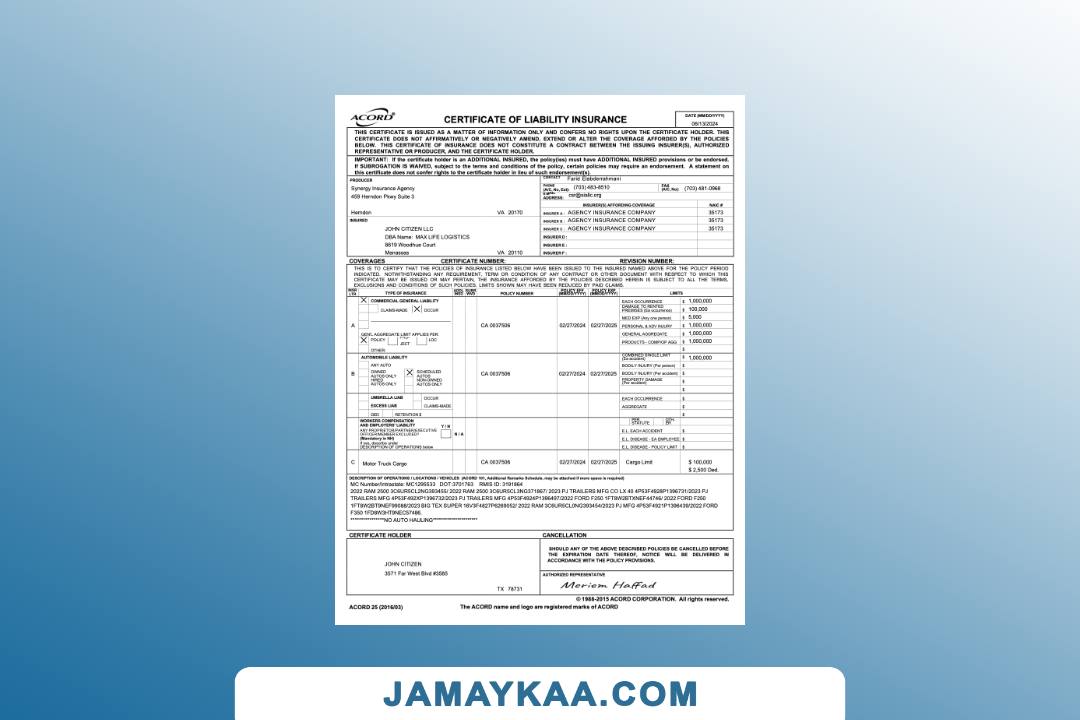 ACORD®
CERTIFICATE OF LIABILITY INSURANCE
DATE (MM/DD/YYYY)
08/13/2024
THIS CERTIFICATE IS ISSUED AS A MATTER OF INFORMATION ONLY AND CONFERS NO RIGHTS UPON THE CERTIFICATE HOLDER. THIS
CERTIFICATE DOES NOT AFFIRMATIVELY OR NEGATIVELY AMEND, EXTEND OR ALTER THE COVERAGE AFFORDED BY THE POLICIES
BELOW. THIS CERTIFICATE OF INSURANCE DOES NOT CONSTITUTE A CONTRACT BETWEEN THE ISSUING INSURER(S), AUTHORIZED
REPRESENTATIVE OR PRODUCER, AND THE CERTIFICATE HOLDER.
IMPORTANT: If the certificate holder is an ADDITIONAL INSURED, the policy(ies) must have ADDITIONAL INSURED provisions or be endorsed.
If SUBROGATION IS WAIVED, subject to the terms and conditions of the policy, certain policies may require an endorsement. A statement on
this certificate does not confer rights to the certificate holder in lieu of such endorsement(s).
PRODUCER
Synergy Insurance Agency
459 Herndon Pkwy Suite 3
Herndon VA 20170
CONTACT Farid Elabderrahmani
PHONE (A/C, No, Ext): (703) 483-8510 FAX (A/C, No): (703) 481-0968
ADDRESS: csr@sialic.org
INSURER(S) AFFORDING COVERAGE NAIC #
INSURER A : AGENCY INSURANCE COMPANY 35173
INSURER B : AGENCY INSURANCE COMPANY 35173
INSURER C : AGENCY INSURANCE COMPANY 35173
INSURER D :
INSURER E :
INSURER F :
INSURED
JOHN CITIZEN LLC
DBA Name: MAX LIFE LOGISTICS
8619 Woodhue Court
Manassas VA 20110
COVERAGES CERTIFICATE NUMBER: REVISION NUMBER:
THIS IS TO CERTIFY THAT THE POLICIES OF INSURANCE LISTED BELOW HAVE BEEN ISSUED TO THE INSURED NAMED ABOVE FOR THE POLICY PERIOD
INDICATED. NOTWITHSTANDING ANY REQUIREMENT, TERM OR CONDITION OF ANY CONTRACT OR OTHER DOCUMENT WITH RESPECT TO WHICH THIS
CERTIFICATE MAY BE ISSUED OR MAY PERTAIN, THE INSURANCE AFFORDED BY THE POLICIES DESCRIBED HEREIN IS SUBJECT TO ALL THE TERMS,
EXCLUSIONS AND CONDITIONS OF SUCH POLICIES. LIMITS SHOWN MAY HAVE BEEN REDUCED BY PAID CLAIMS.
INSR LTR TYPE OF INSURANCE ADDL INSD SUBR WVD POLICY NUMBER POLICY EFF (MM/DD/YYYY) POLICY EXP (MM/DD/YYYY) LIMITS
A
X COMMERCIAL GENERAL LIABILITY
CLAIMS-MADE X OCCUR
GEN'L AGGREGATE LIMIT APPLIES PER:
X POLICY JECT LOC
OTHER:
CA 0037506 02/27/2024 02/27/2025
EACH OCCURRENCE $ 1,000,000
DAMAGE TO RENTED PREMISES (Ea occurrence) $ 100,000
MED EXP (Any one person) $ 5,000
PERSONAL & ADV INJURY $ 1,000,000
GENERAL AGGREGATE $ 1,000,000
PRODUCTS - COMP/OP AGG $ 1,000,000
$
B
AUTOMOBILE LIABILITY
ANY AUTO
OWNED AUTOS ONLY X SCHEDULED AUTOS
HIRED AUTOS ONLY NON-OWNED AUTOS ONLY
CA 0037506 02/27/2024 02/27/2025
COMBINED SINGLE LIMIT (Ea accident) $ 1,000,000
BODILY INJURY (Per person) $
BODILY INJURY (Per accident) $
PROPERTY DAMAGE (Per accident) $
$
UMBRELLA LIAB OCCUR
EXCESS LIAB CLAIMS-MADE
DED RETENTION $
EACH OCCURRENCE $
AGGREGATE $
$
WORKERS COMPENSATION
AND EMPLOYERS' LIABILITY Y / N
ANY PROPRIETOR/PARTNER/EXECUTIVE
OFFICER/MEMBER EXCLUDED? N / A
(Mandatory in NH)
If yes, describe under
DESCRIPTION OF OPERATIONS below
PER STATUTE OTH-ER
E.L. EACH ACCIDENT $
E.L. DISEASE - EA EMPLOYEE $
E.L. DISEASE - POLICY LIMIT $
C Motor Truck Cargo CA 0037506 02/27/2024 02/27/2025 Cargo Limit $ 100,000
$ 2,500 Ded.
DESCRIPTION OF OPERATIONS / LOCATIONS / VEHICLES (ACORD 101, Additional Remarks Schedule, may be attached if more space is required)
MC Number/Intrastate: MC1295533 DOT: 3701763 RMIS ID: 3191864
2022 RAM 2500
2022 RAM 2500
2023 PJ TRAILERS MFG CO LX 40
2023 PJ
TRAILERS MFG
2023 PJ TRAILERS MFG
2022 FORD F250
2022 FORD F250
2023 BIG TEX SUPER
2022 RAM 2500
2023 PJ MFG
2022 FORD
F350
NO AUTO HAULING
CERTIFICATE HOLDER
JOHN CITIZEN
3571 Far West Blvd #3585
TX 78731
CANCELLATION
SHOULD ANY OF THE ABOVE DESCRIBED POLICIES BE CANCELLED BEFORE
THE EXPIRATION DATE THEREOF, NOTICE WILL BE DELIVERED IN
ACCORDANCE WITH THE POLICY PROVISIONS.
AUTHORIZED REPRESENTATIVE
Meriem Haffad
© 1988-2015 ACORD CORPORATION. All rights reserved.
ACORD 25 (2016/03) The ACORD name and logo are registered marks of ACORD
JAMAYKAA.COM